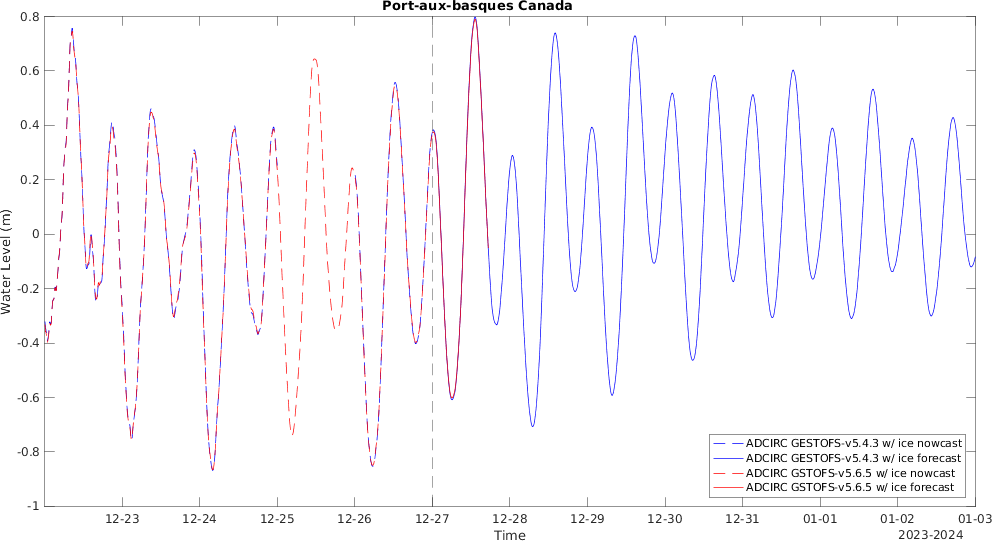 Port-aux-basques Canada
Water Level (m)
0.8
0.6
0.4
0.2
0
-0.2
-0.4
-0.6
-0.8
-1
ADCIRC GESTOFS-v5.4.3 w/ ice nowcast
ADCIRC GESTOFS-v5.4.3 w/ ice forecast
ADCIRC GSTOFS-v5.6.5 w/ ice nowcast
ADCIRC GSTOFS-v5.6.5 w/ ice forecast
12-23 12-24 12-25 12-26 12-27 12-28 12-29 12-30 12-31 01-01 01-02 01-03
Time
2023-2024